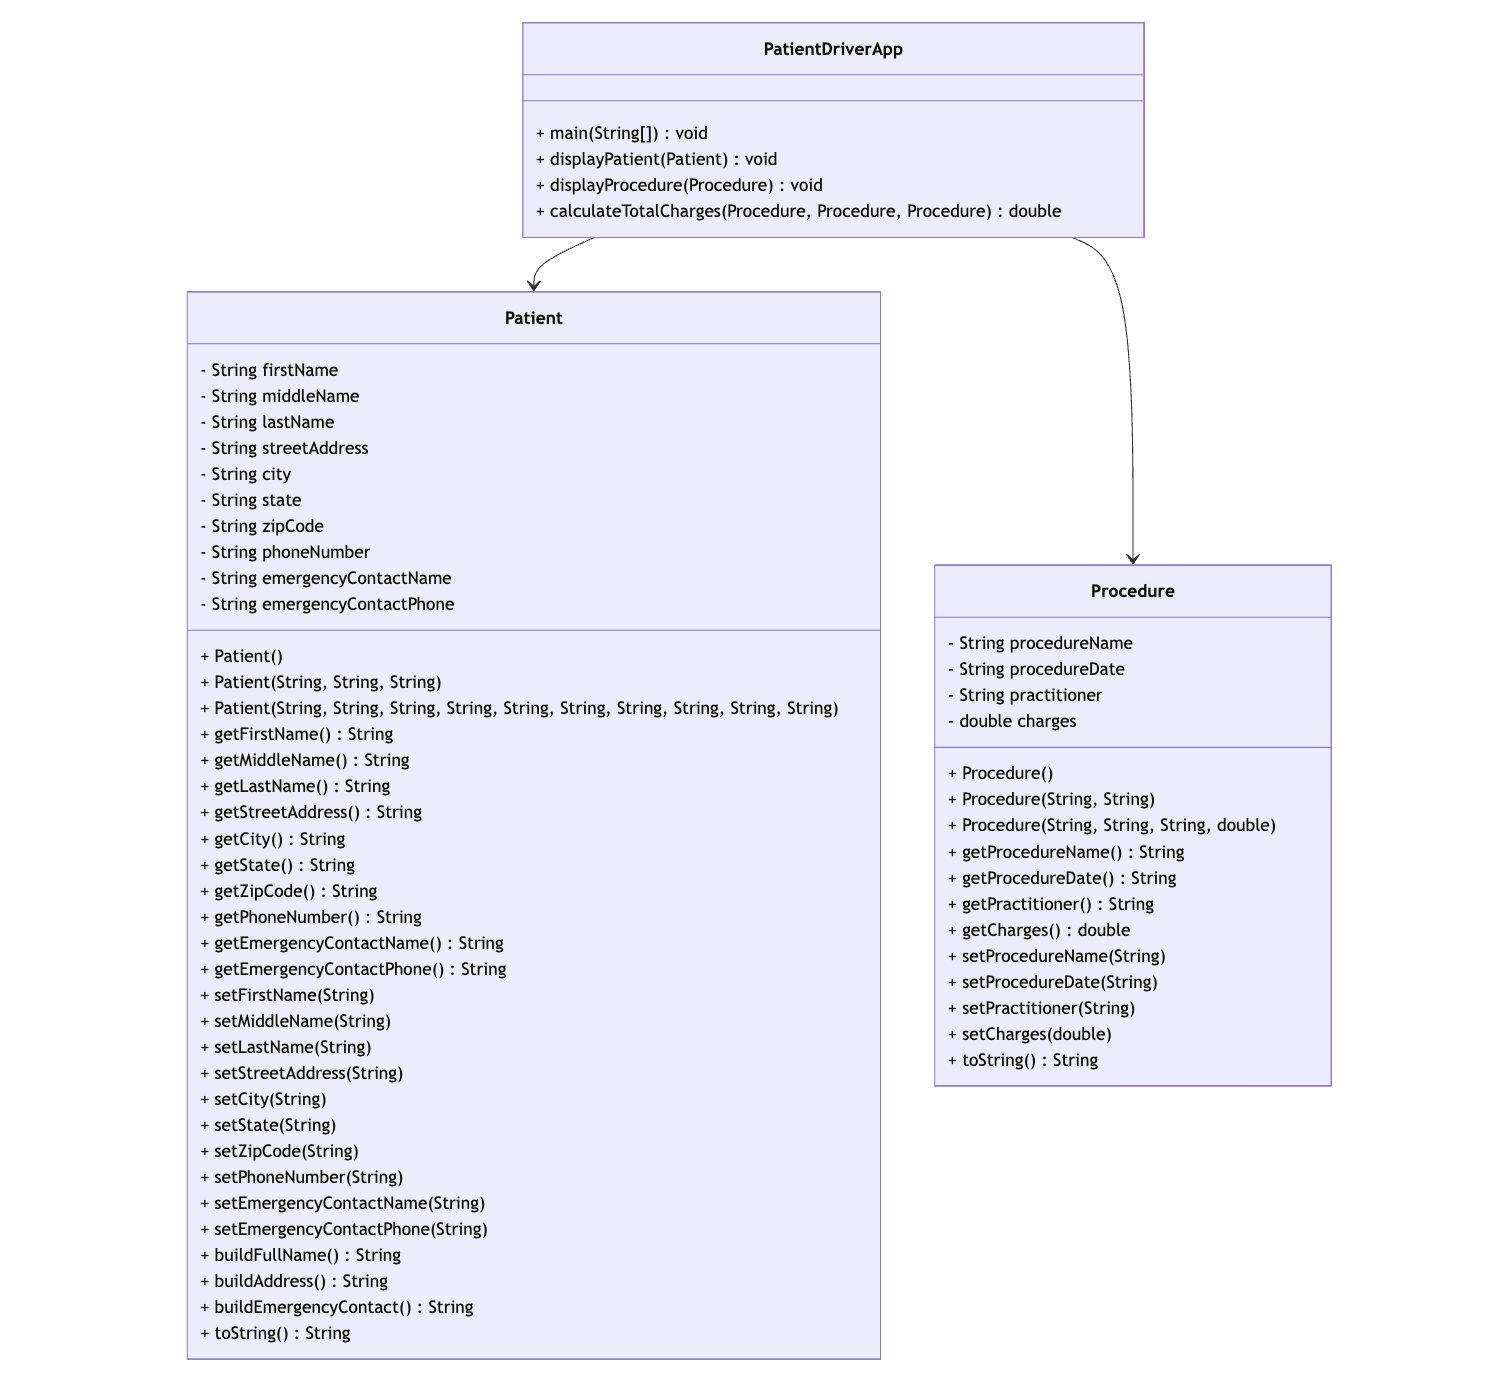 PatientDriverApp
+ main(String[]) : void
+ displayPatient(Patient) : void
+ displayProcedure(Procedure) : void
+ calculateTotalCharges(Procedure, Procedure, Procedure) : double
Patient
- String firstName
- String middleName
- String lastName
- String streetAddress
- String city
- String state
- String zipCode
- String phoneNumber
- String emergencyContactName
- String emergencyContactPhone
+ Patient()
+ Patient(String, String, String)
+ Patient(String, String, String, String, String, String, String, String, String, String)
+ getFirstName() : String
+ getMiddleName() : String
+ getLastName() : String
+ getStreetAddress() : String
+ getCity() : String
+ getState() : String
+ getZipCode() : String
+ getPhoneNumber() : String
+ getEmergencyContactName() : String
+ getEmergencyContactPhone() : String
+ setFirstName(String)
+ setMiddleName(String)
+ setLastName(String)
+ setStreetAddress(String)
+ setCity(String)
+ setState(String)
+ setZipCode(String)
+ setPhoneNumber(String)
+ setEmergencyContactName(String)
+ setEmergencyContactPhone(String)
+ buildFullName() : String
+ buildAddress() : String
+ buildEmergencyContact() : String
+ toString() : String
Procedure
- String procedureName
- String procedureDate
- String practitioner
- double charges
+ Procedure()
+ Procedure(String, String)
+ Procedure(String, String, String, double)
+ getProcedureName() : String
+ getProcedureDate() : String
+ getPractitioner() : String
+ getCharges() : double
+ setProcedureName(String)
+ setProcedureDate(String)
+ setPractitioner(String)
+ setCharges(double)
+ toString() : String